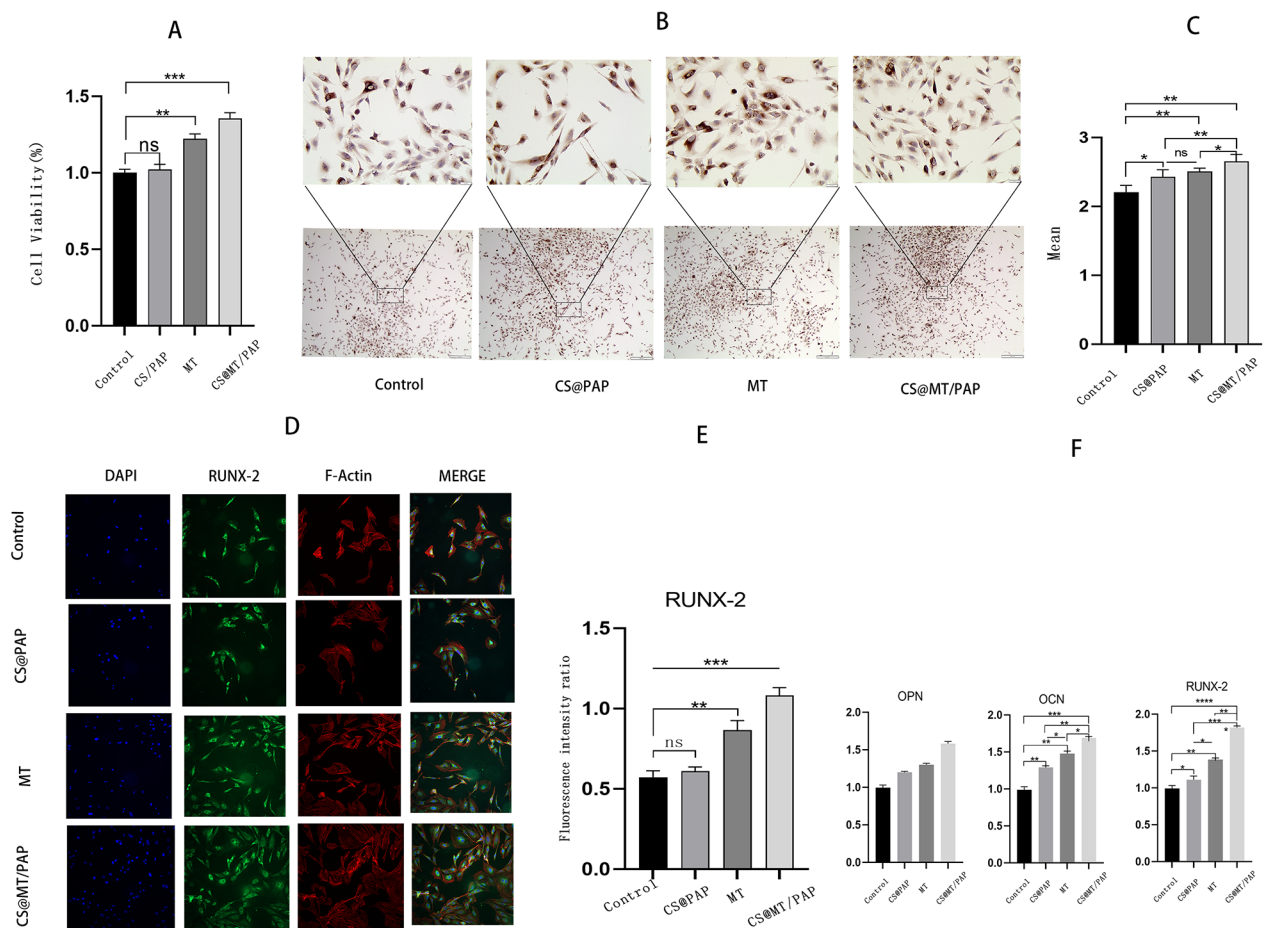 A
B
C
***
**
ns
1.5
1.0
0.5
0.0
Cell Viability(%)
Control
CS/PAP
MT
CS@MT/PAP
Control
CS@PAP
MT
CS@MT/PAP
**
**
**
*
ns
*
3
2
1
0
Mean
Control
CS@PAP
MT
CS@MT/PAP
D
E
F
DAPI
RUNX-2
F-Actin
MERGE
Control
CS@PAP
MT
CS@MT/PAP
RUNX-2
***
**
ns
1.5
1.0
0.5
0.0
Fluorescence intensity ratio
Control
CS@PAP
MT
CS@MT/PAP
OPN
2.0
1.5
1.0
0.5
0.0
Control
CS@PAP
MT
CS@MT/PAP
OCN
***
**
*
*
**
**
2.0
1.5
1.0
0.5
0.0
Control
CS@PAP
MT
CS@MT/PAP
RUNX-2
****
**
***
*
*
**
*
2.0
1.5
1.0
0.5
0.0
Control
CS@PAP
MT
CS@MT/PAP